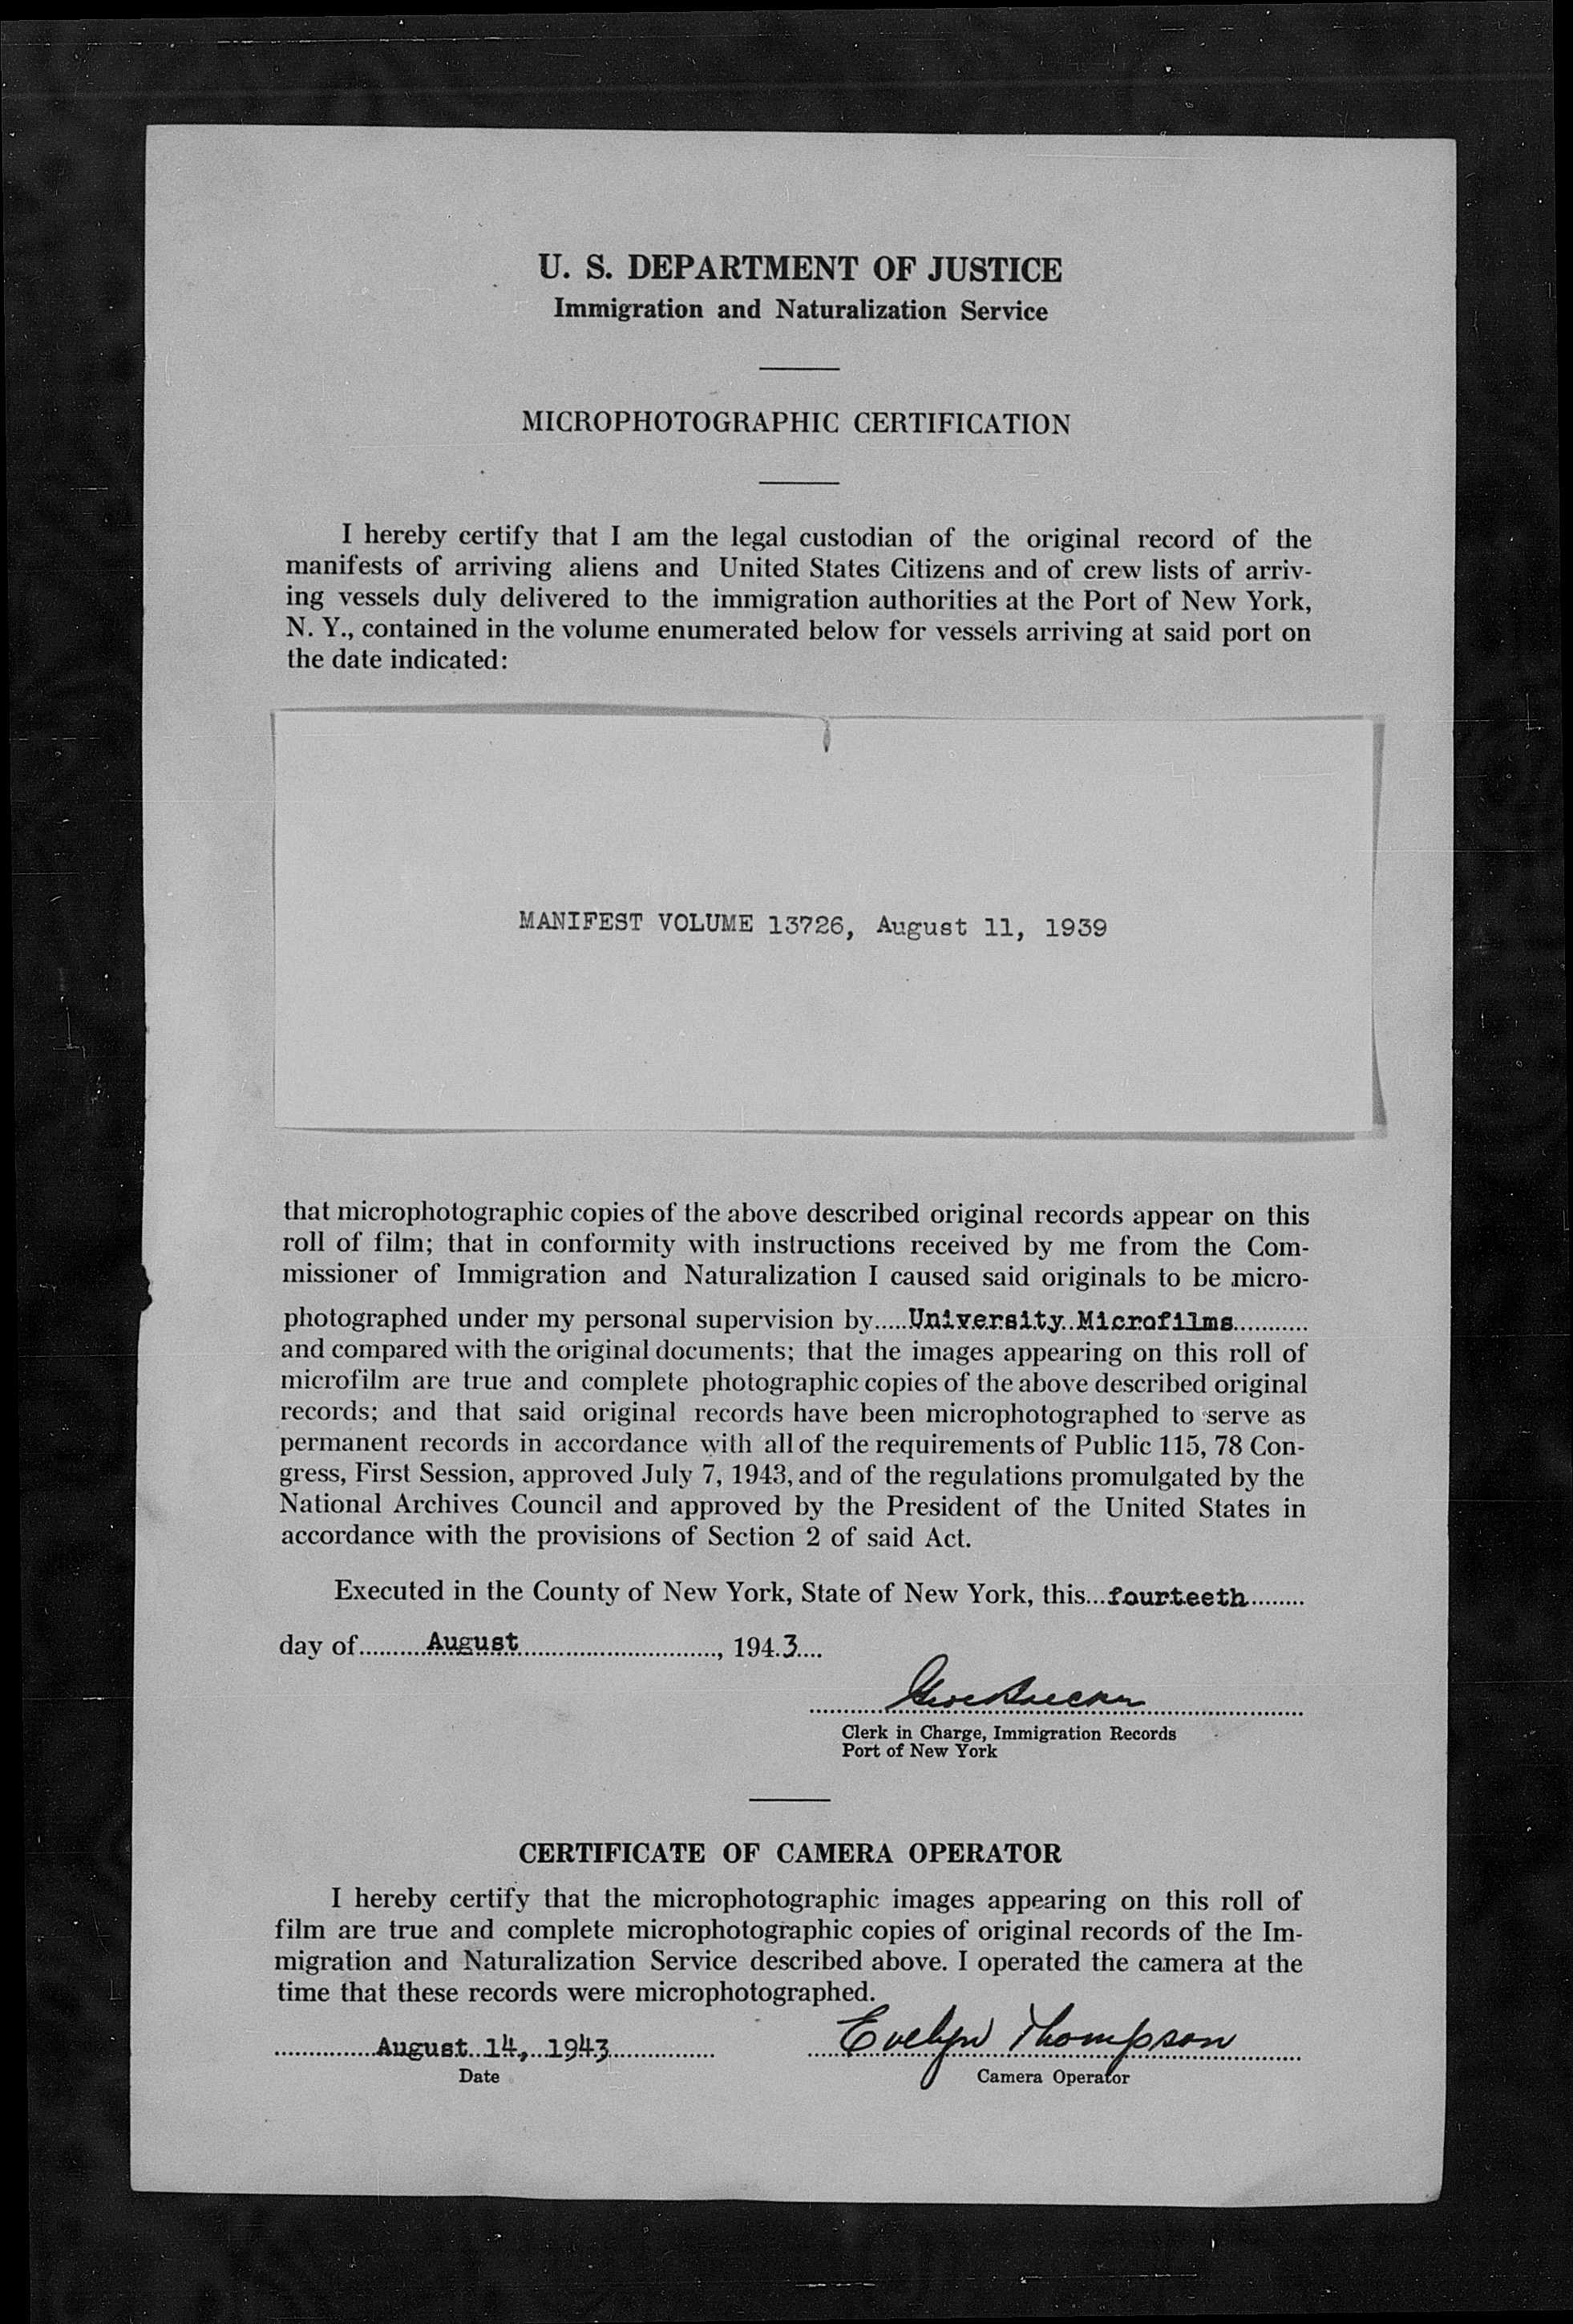 U. S. DEPARTMENT OF JUSTICE
Immigration and Naturalization Service
MICROPHOTOGRAPHIC CERTIFICATION
I hereby certify that I am the legal custodian of the original record of the
manifests of arriving aliens and United States Citizens and of crew lists of arriv-
ing vessels duly delivered to the immigration authorities at the Port of New York,
N. Y., contained in the volume enumerated below for vessels arriving at said port on
the date indicated:
MANIFEST VOLUME 13726, August 11, 1939
that microphotographic copies of the above described original records appear on this
roll of film; that in conformity with instructions received by me from the Com-
missioner of Immigration and Naturalization I caused said originals to be micro-
photographed under my personal supervision by.....University Microfilms...........
and compared with the original documents; that the images appearing on this roll of
microfilm are true and complete photographic copies of the above described original
records; and that said original records have been microphotographed to serve as
permanent records in accordance with all of the requirements of Public 115, 78 Con-
gress, First Session, approved July 7, 1943, and of the regulations promulgated by the
National Archives Council and approved by the President of the United States in
accordance with the provisions of Section 2 of said Act.
Executed in the County of New York, State of New York, this...fourteeth........
day of..........August............................, 194.3....
Clerk in Charge, Immigration Records
Port of New York
CERTIFICATE OF CAMERA OPERATOR
I hereby certify that the microphotographic images appearing on this roll of
film are true and complete microphotographic copies of original records of the Im-
migration and Naturalization Service described above. I operated the camera at the
time that these records were microphotographed.
August 14, 1943 Evelyn Thompson
Date Camera Operator